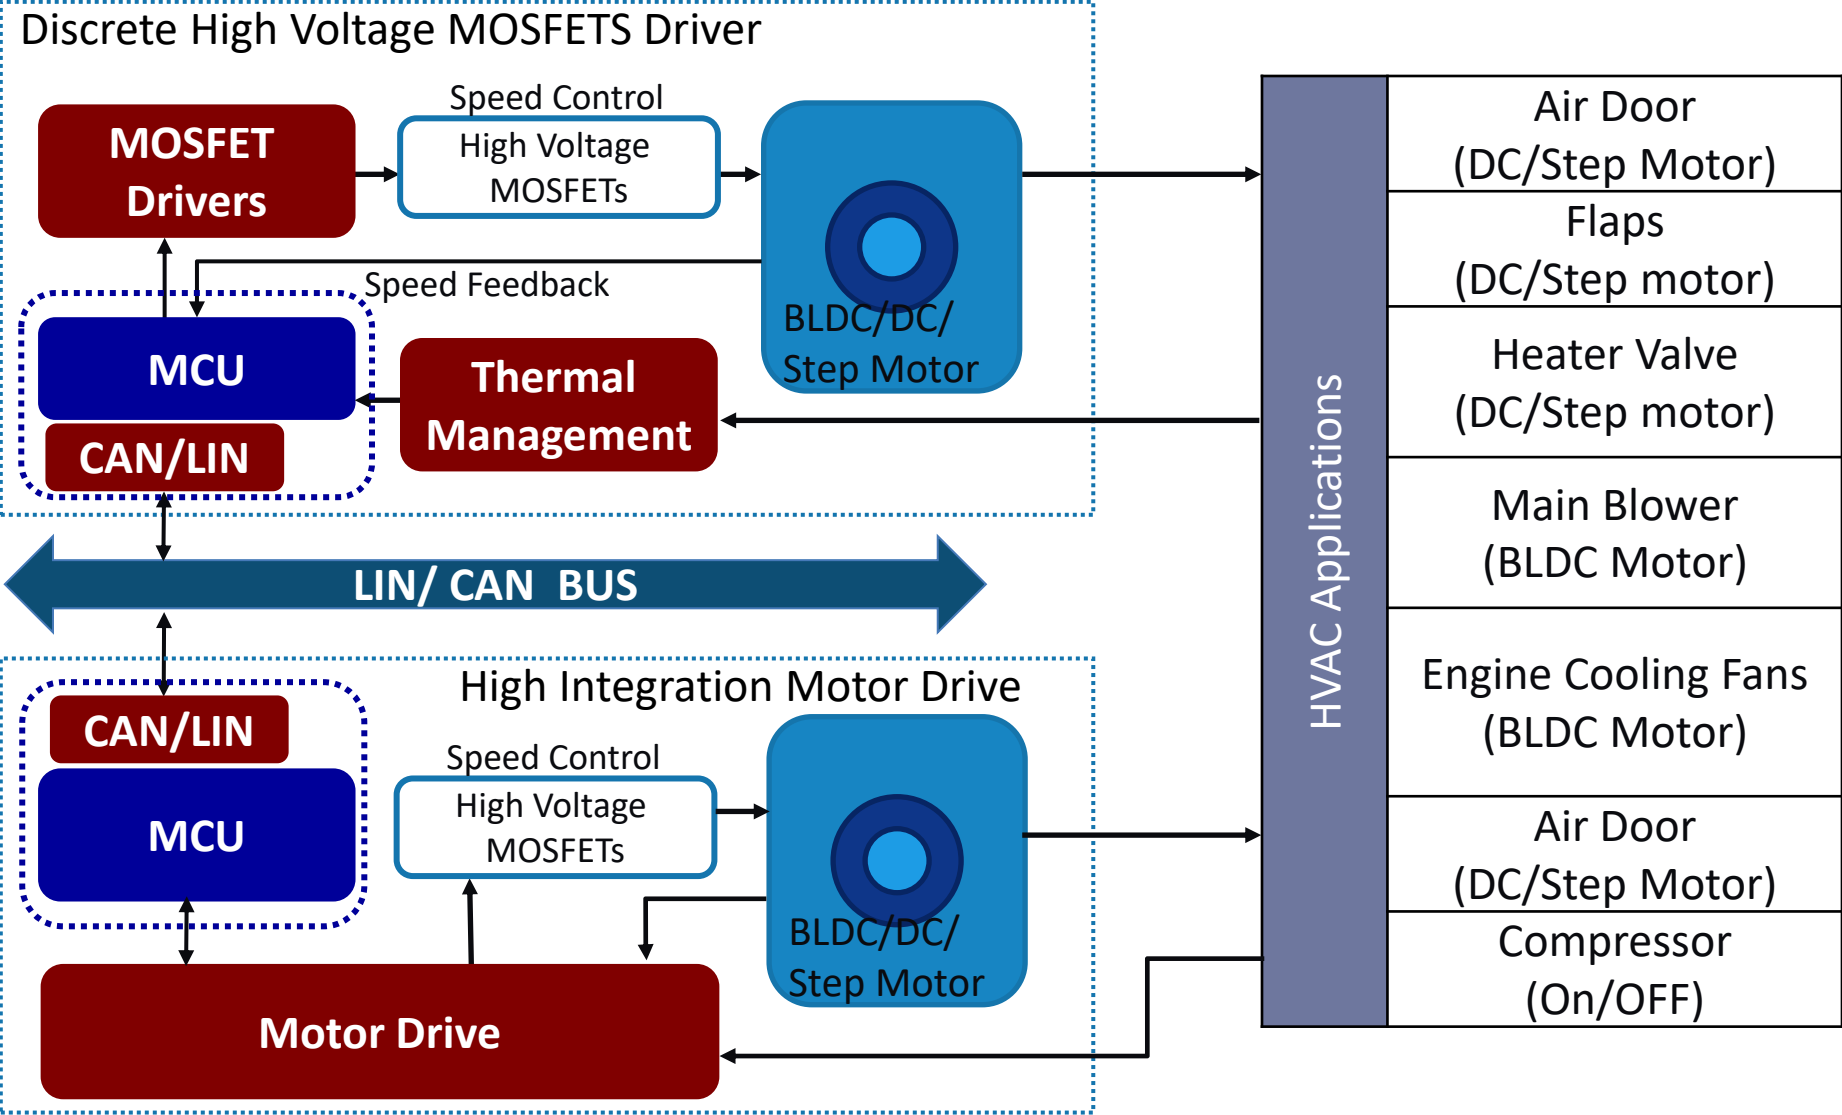 Discrete High Voltage MOSFETS Driver
MOSFET
Drivers
Speed Control
High Voltage
MOSFETs
BLDC/DC/
Step Motor
Speed Feedback
MCU
CAN/LIN
Thermal
Management
LIN/ CAN  BUS
High Integration Motor Drive
CAN/LIN
MCU
Speed Control
High Voltage
MOSFETs
BLDC/DC/
Step Motor
Motor Drive
HVAC Applications
Air Door
(DC/Step Motor)
Flaps
(DC/Step motor)
Heater Valve
(DC/Step motor)
Main Blower
(BLDC Motor)
Engine Cooling Fans
(BLDC Motor)
Air Door
(DC/Step Motor)
Compressor
(On/OFF)